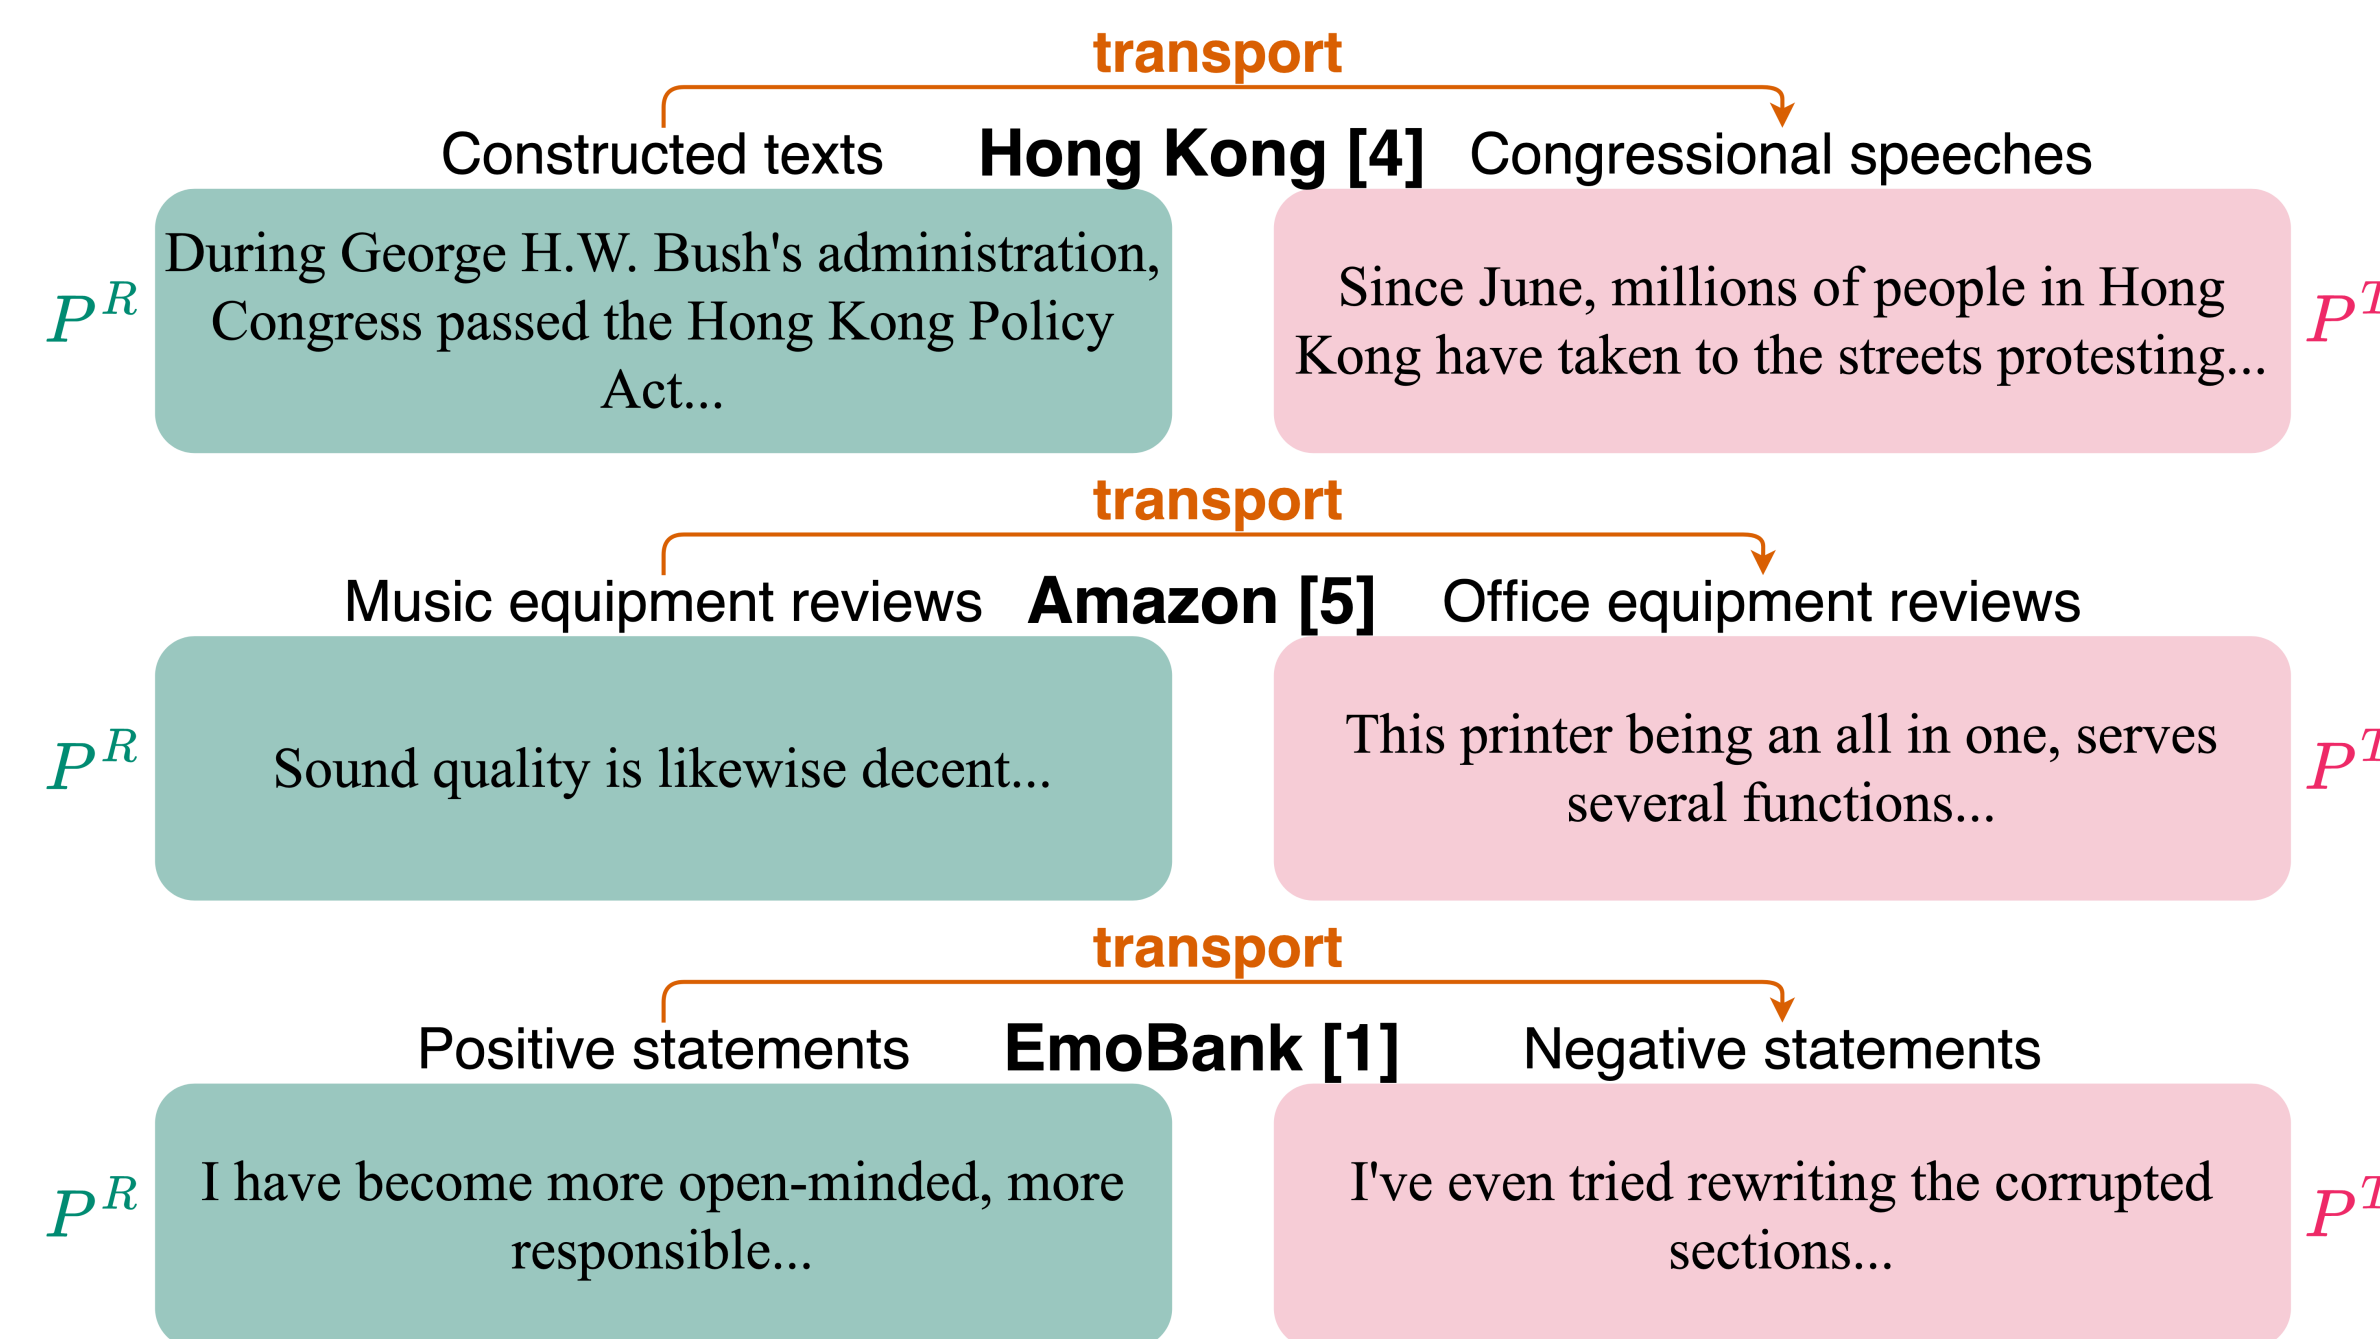 transport
Constructed texts Hong Kong [4] Congressional speeches
During George H.W. Bush's administration,
Congress passed the Hong Kong Policy
Act...
P^R
Since June, millions of people in Hong
Kong have taken to the streets protesting...
P^T
transport
Music equipment reviews Amazon [5] Office equipment reviews
P^R
Sound quality is likewise decent...
This printer being an all in one, serves
several functions...
P^T
transport
Positive statements EmoBank [1] Negative statements
P^R
I have become more open-minded, more
responsible...
I've even tried rewriting the corrupted
sections...
P^T